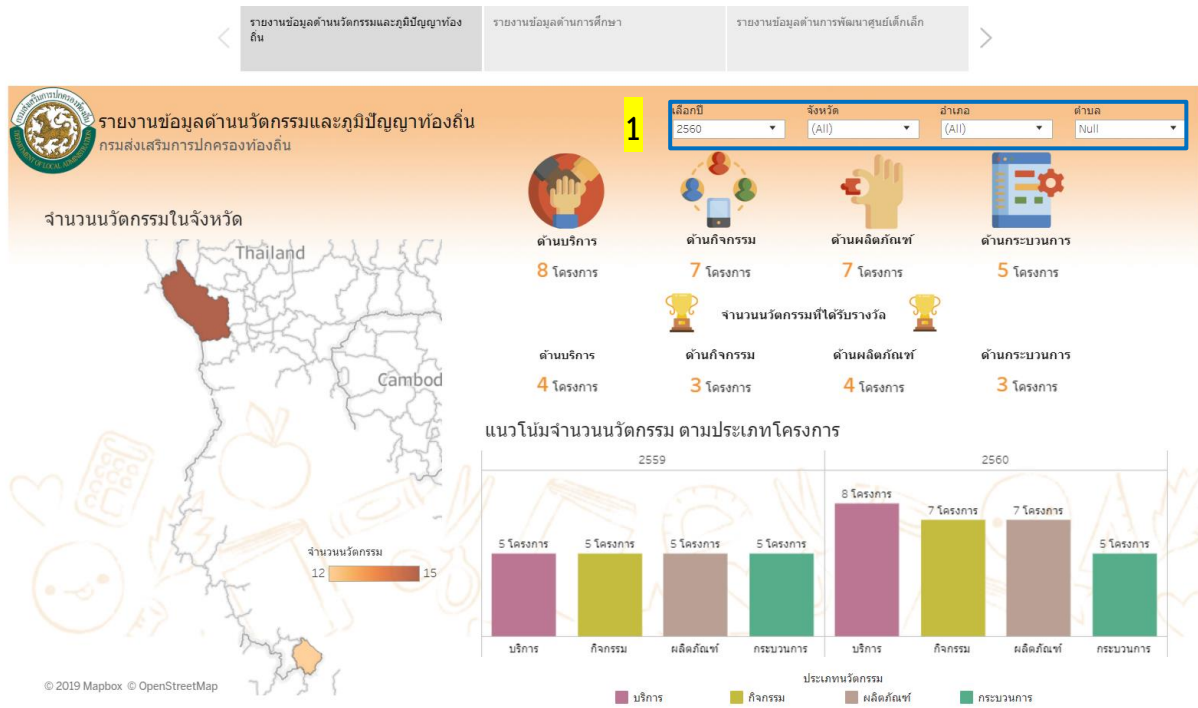 รายงานข้อมูลด้านนวัตกรรมและภูมิปัญญาท้อง
ถิ่น
รายงานข้อมูลด้านการศึกษา
รายงานข้อมูลด้านการพัฒนาศูนย์เด็กเล็ก
รายงานข้อมูลด้านนวัตกรรมและภูมิปัญญาท้องถิ่น
กรมส่งเสริมการปกครองท้องถิ่น
1
เลือกปี
จังหวัด
อำเภอ
ตำบล
2560
(All)
(All)
Null
จำนวนนวัตกรรมในจังหวัด
ด้านบริการ
ด้านกิจกรรม
ด้านผลิตภัณฑ์
ด้านกระบวนการ
8 โครงการ
7 โครงการ
7 โครงการ
5 โครงการ
จำนวนนวัตกรรมที่ได้รับรางวัล
ด้านบริการ
ด้านกิจกรรม
ด้านผลิตภัณฑ์
ด้านกระบวนการ
4 โครงการ
3 โครงการ
4 โครงการ
3 โครงการ
Thailand
Cambod
จำนวนนวัตกรรม
12
15
© 2019 Mapbox © OpenStreetMap
แนวโน้มจำนวนนวัตกรรม ตามประเภทโครงการ
2559
2560
5 โครงการ
5 โครงการ
5 โครงการ
5 โครงการ
8 โครงการ
7 โครงการ
7 โครงการ
5 โครงการ
บริการ
กิจกรรม
ผลิตภัณฑ์
กระบวนการ
บริการ
กิจกรรม
ผลิตภัณฑ์
กระบวนการ
ประเภทนวัตกรรม
บริการ
กิจกรรม
ผลิตภัณฑ์
กระบวนการ